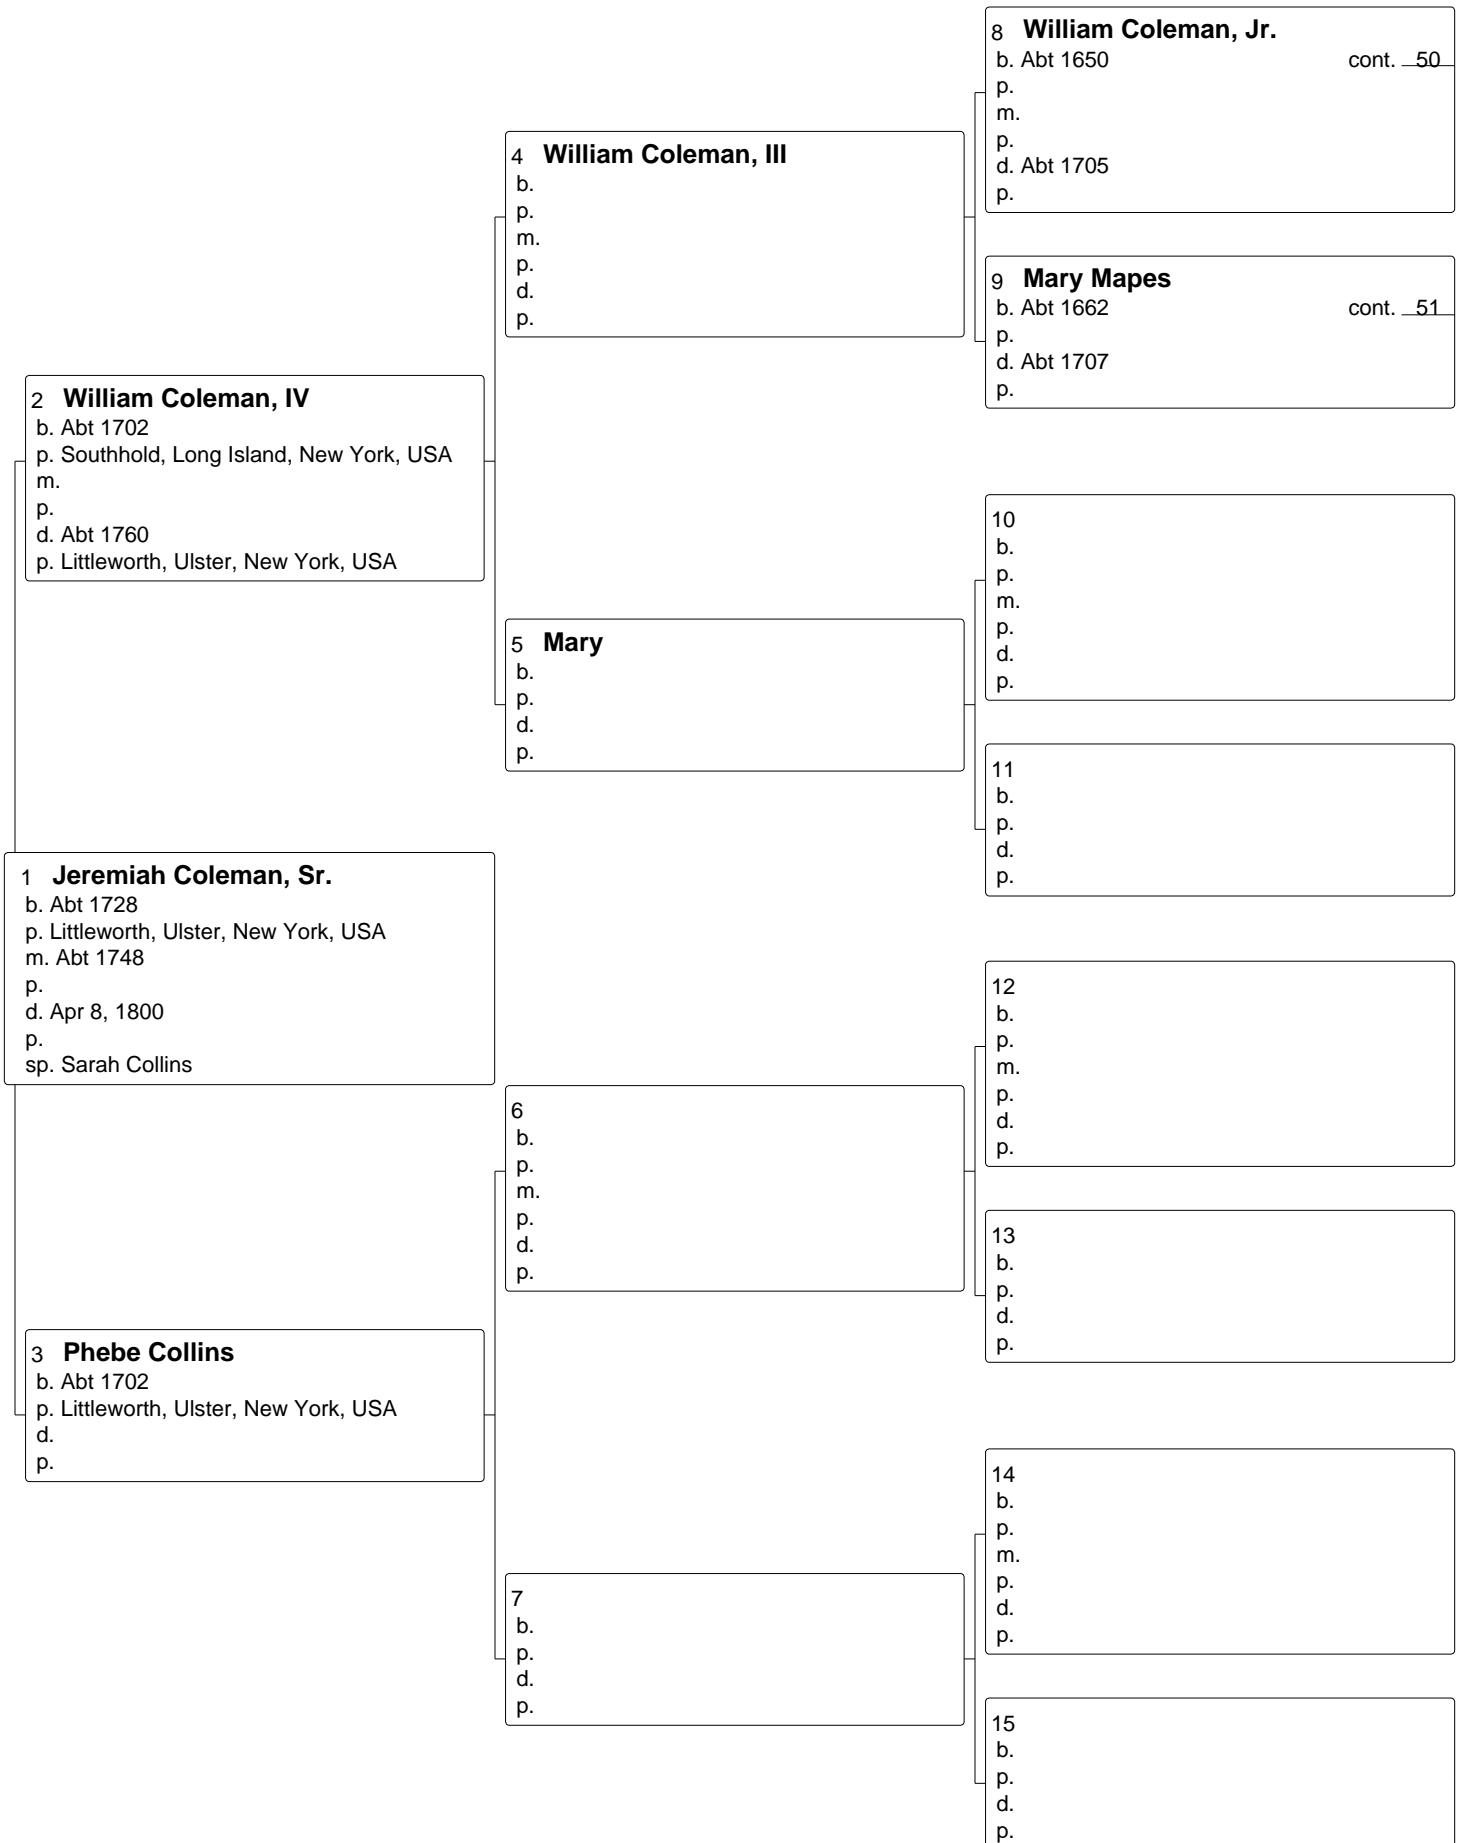 8 William Coleman, Jr.
b. Abt 1650 cont. 50
p.
m.
p.
d. Abt 1705
p.
4 William Coleman, III
b.
p.
m.
p.
d.
p.
9 Mary Mapes
b. Abt 1662 cont. 51
p.
d. Abt 1707
p.
2 William Coleman, IV
b. Abt 1702
p. Southhold, Long Island, New York, USA
m.
p.
d. Abt 1760
p. Littleworth, Ulster, New York, USA
10
b.
p.
m.
p.
d.
p.
5 Mary
b.
p.
d.
p.
11
b.
p.
d.
p.
1 Jeremiah Coleman, Sr.
b. Abt 1728
p. Littleworth, Ulster, New York, USA
m. Abt 1748
p.
d. Apr 8, 1800
p.
sp. Sarah Collins
12
b.
p.
m.
p.
d.
p.
6
b.
p.
m.
p.
d.
p.
13
b.
p.
d.
p.
3 Phebe Collins
b. Abt 1702
p. Littleworth, Ulster, New York, USA
d.
p.
14
b.
p.
m.
p.
d.
p.
7
b.
p.
d.
p.
15
b.
p.
d.
p.